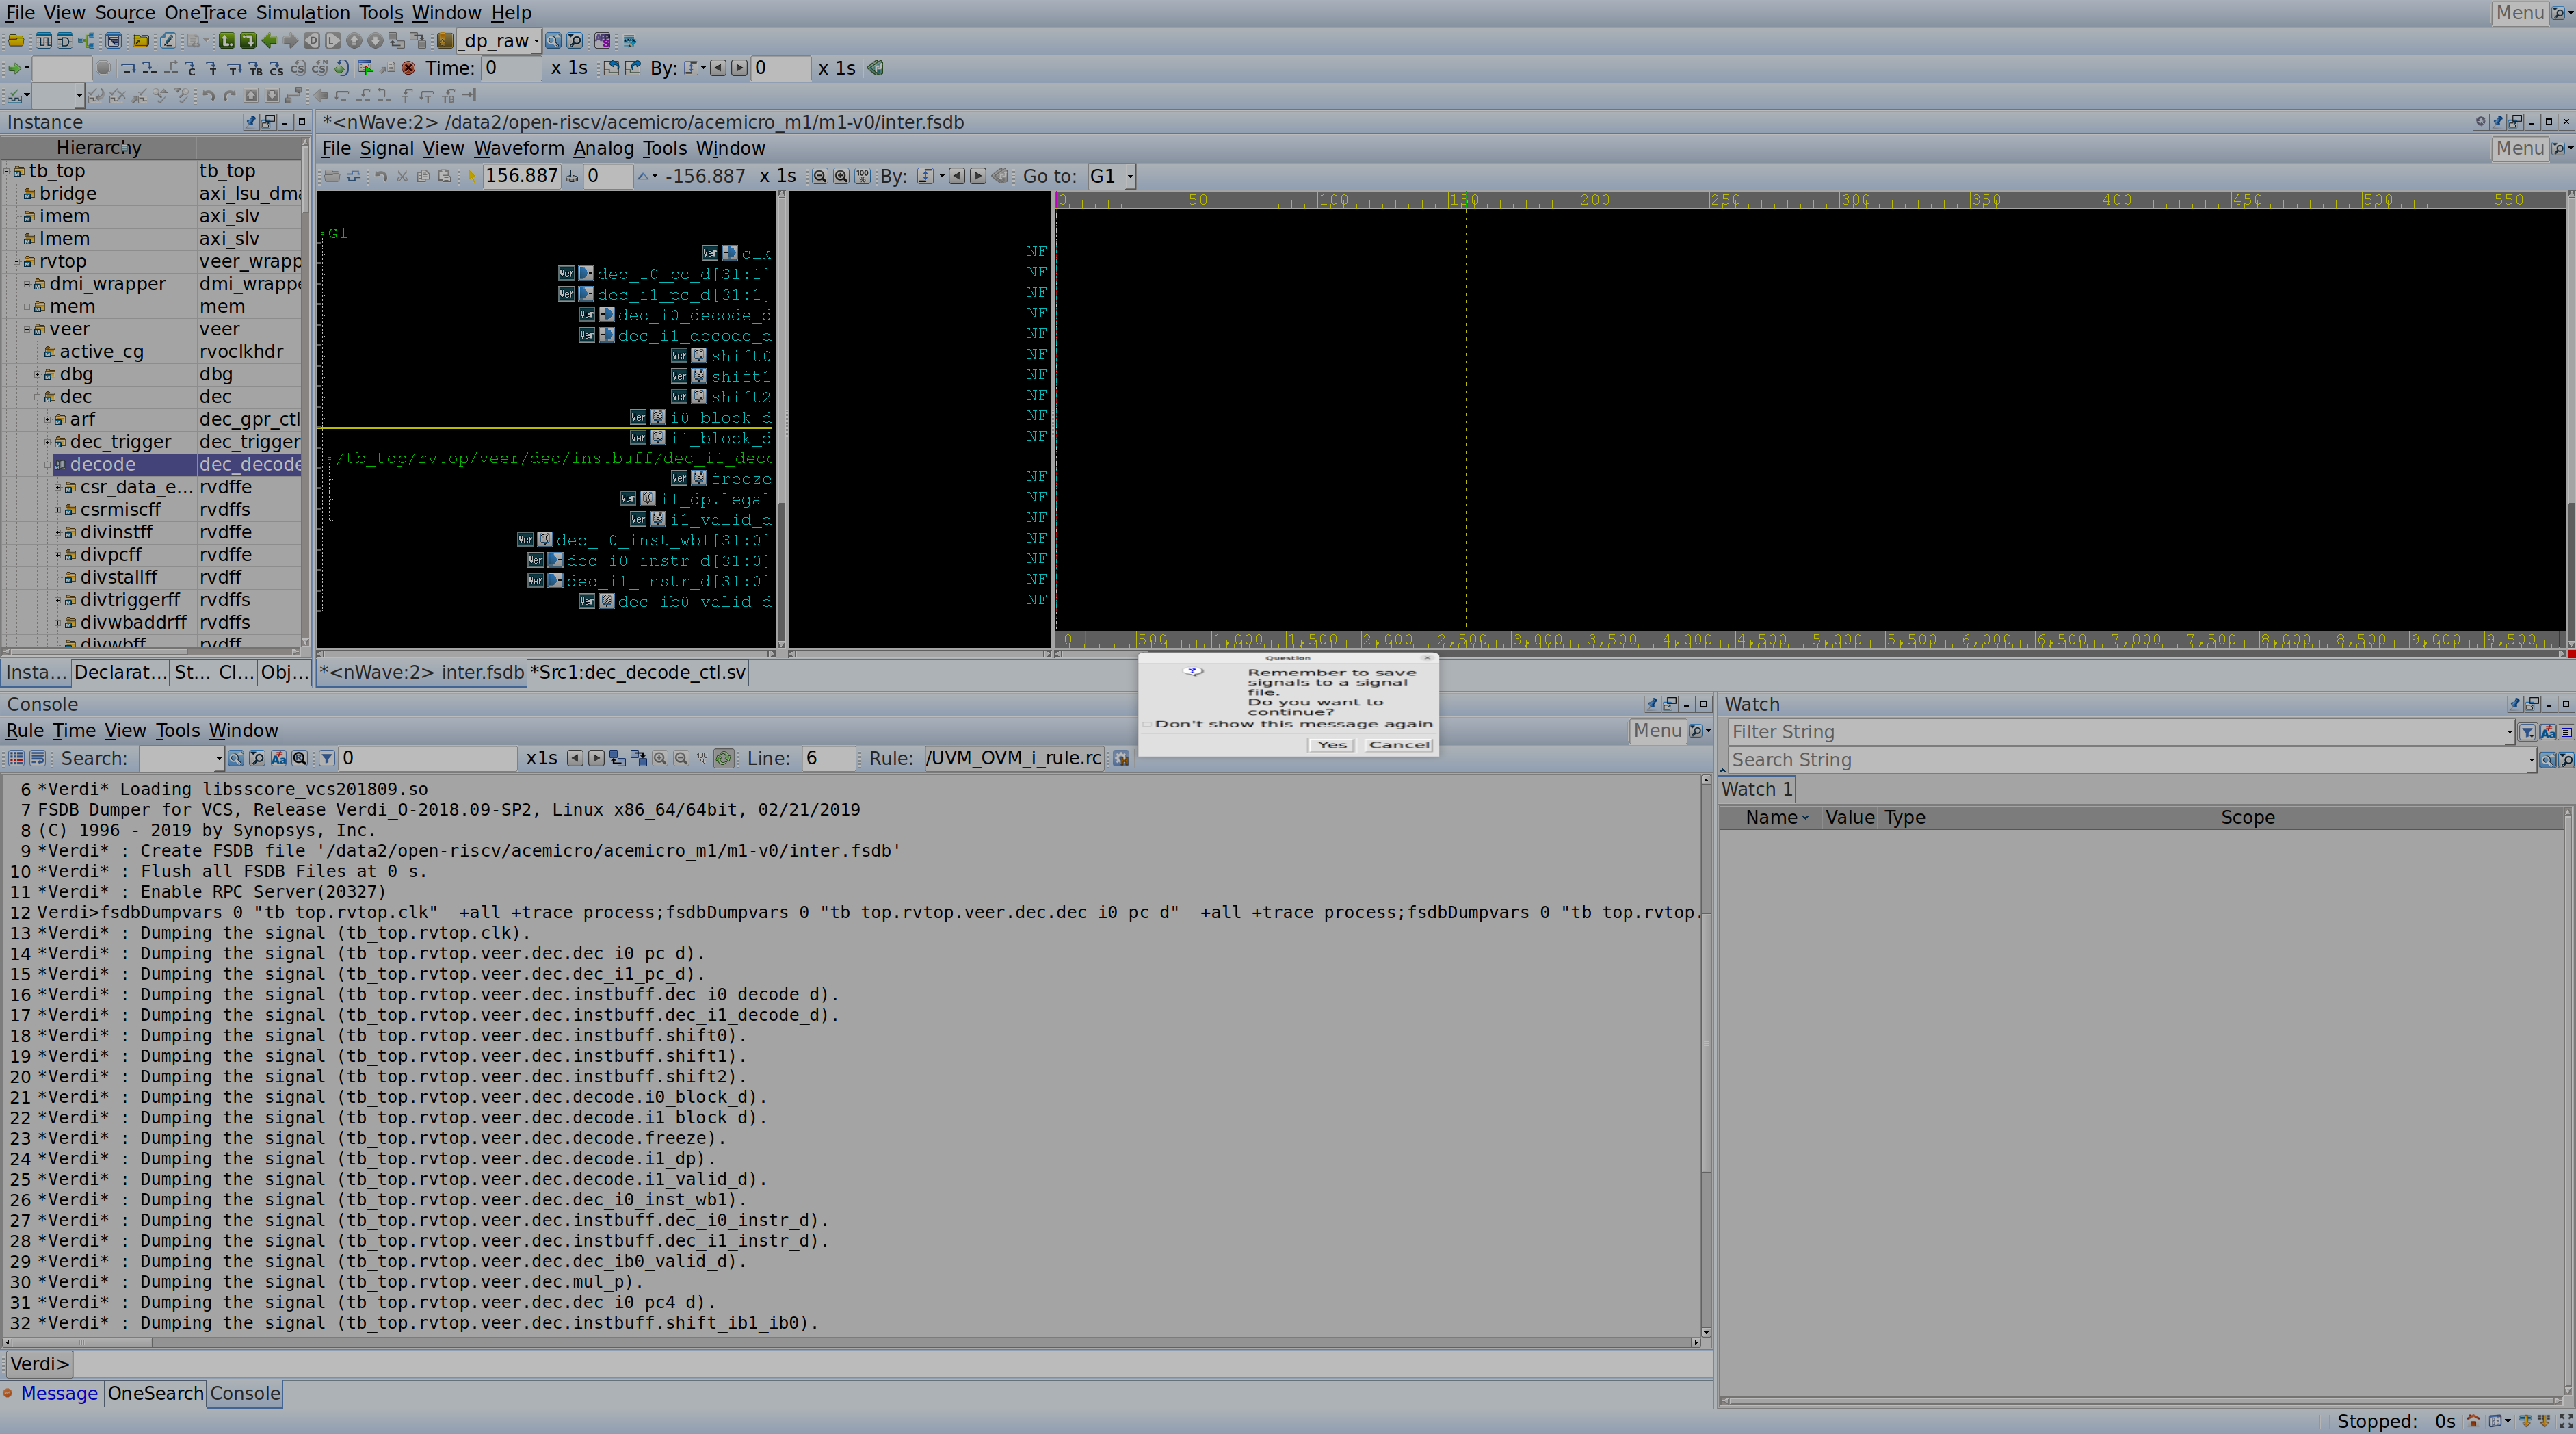 File View Source OneTrace Simulation Tools Window Help Menu
_dp_raw
Time: 0 x 1s By: 0 x 1s
Instance
Hierarchy
tb_top tb_top
bridge axi_lsu_dma
imem axi_slv
lmem axi_slv
rvtop veer_wrapp
dmi_wrapper dmi_wrappe
mem mem
veer veer
active_cg rvoclkhdr
dbg dbg
dec dec
arf dec_gpr_ctl
dec_trigger dec_trigger
decode dec_decode
csr_data_e... rvdffe
csrmiscff rvdffs
divinstff rvdffe
divpcff rvdffe
divstallff rvdff
divtriggerff rvdffs
divwbaddrff rvdffs
divwbff rvdff
Insta... Declarat... St... Cl... Obj...
*<nWave:2> /data2/open-riscv/acemicro/acemicro_m1/m1-v0/inter.fsdb
File Signal View Waveform Analog Tools Window Menu
156.887 0 -156.887 x 1s 100% By: Go to: G1
0 50 100 150 200 250 300 350 400 450 500 550
G1
Ver clk NF
Ver dec_i0_pc_d[31:1] NF
Ver dec_i1_pc_d[31:1] NF
Ver dec_i0_decode_d NF
Ver dec_i1_decode_d NF
Ver shift0 NF
Ver shift1 NF
Ver shift2 NF
Ver i0_block_d NF
Ver i1_block_d NF
/tb_top/rvtop/veer/dec/instbuff/dec_i1_deco
Ver freeze NF
Ver i1_dp.legal NF
Ver i1_valid_d NF
Ver dec_i0_inst_wb1[31:0] NF
Ver dec_i0_instr_d[31:0] NF
Ver dec_i1_instr_d[31:0] NF
Ver dec_ib0_valid_d NF
0 500 1,000 1,500 2,000 2,500 3,000 3,500 4,000 4,500 5,000 5,500 6,000 6,500 7,000 7,500 8,000 8,500 9,000 9,500
*<nWave:2> inter.fsdb *Src1:dec_decode_ctl.sv
Question
Remember to save
signals to a signal
file.
Do you want to
continue?
Don't show this message again
Yes Cancel
Console
Rule Time View Tools Window Menu
Search: 0 x1s Line: 6 Rule: /UVM_OVM_i_rule.rc
6 *Verdi* Loading libsscore_vcs201809.so
7 FSDB Dumper for VCS, Release Verdi_O-2018.09-SP2, Linux x86_64/64bit, 02/21/2019
8 (C) 1996 - 2019 by Synopsys, Inc.
9 *Verdi* : Create FSDB file '/data2/open-riscv/acemicro/acemicro_m1/m1-v0/inter.fsdb'
10 *Verdi* : Flush all FSDB Files at 0 s.
11 *Verdi* : Enable RPC Server(20327)
12 Verdi>fsdbDumpvars 0 "tb_top.rvtop.clk" +all +trace_process;fsdbDumpvars 0 "tb_top.rvtop.veer.dec.dec_i0_pc_d" +all +trace_process;fsdbDumpvars 0 "tb_top.rvtop.
13 *Verdi* : Dumping the signal (tb_top.rvtop.clk).
14 *Verdi* : Dumping the signal (tb_top.rvtop.veer.dec.dec_i0_pc_d).
15 *Verdi* : Dumping the signal (tb_top.rvtop.veer.dec.dec_i1_pc_d).
16 *Verdi* : Dumping the signal (tb_top.rvtop.veer.dec.instbuff.dec_i0_decode_d).
17 *Verdi* : Dumping the signal (tb_top.rvtop.veer.dec.instbuff.dec_i1_decode_d).
18 *Verdi* : Dumping the signal (tb_top.rvtop.veer.dec.instbuff.shift0).
19 *Verdi* : Dumping the signal (tb_top.rvtop.veer.dec.instbuff.shift1).
20 *Verdi* : Dumping the signal (tb_top.rvtop.veer.dec.instbuff.shift2).
21 *Verdi* : Dumping the signal (tb_top.rvtop.veer.dec.decode.i0_block_d).
22 *Verdi* : Dumping the signal (tb_top.rvtop.veer.dec.decode.i1_block_d).
23 *Verdi* : Dumping the signal (tb_top.rvtop.veer.dec.decode.freeze).
24 *Verdi* : Dumping the signal (tb_top.rvtop.veer.dec.decode.i1_dp).
25 *Verdi* : Dumping the signal (tb_top.rvtop.veer.dec.decode.i1_valid_d).
26 *Verdi* : Dumping the signal (tb_top.rvtop.veer.dec.dec_i0_inst_wb1).
27 *Verdi* : Dumping the signal (tb_top.rvtop.veer.dec.instbuff.dec_i0_instr_d).
28 *Verdi* : Dumping the signal (tb_top.rvtop.veer.dec.instbuff.dec_i1_instr_d).
29 *Verdi* : Dumping the signal (tb_top.rvtop.veer.dec.dec_ib0_valid_d).
30 *Verdi* : Dumping the signal (tb_top.rvtop.veer.dec.mul_p).
31 *Verdi* : Dumping the signal (tb_top.rvtop.veer.dec.dec_i0_pc4_d).
32 *Verdi* : Dumping the signal (tb_top.rvtop.veer.dec.instbuff.shift_ib1_ib0).
Verdi>
Message OneSearch Console
Watch
Filter String
Search String
Watch 1
Name Value Type Scope
Stopped: 0s